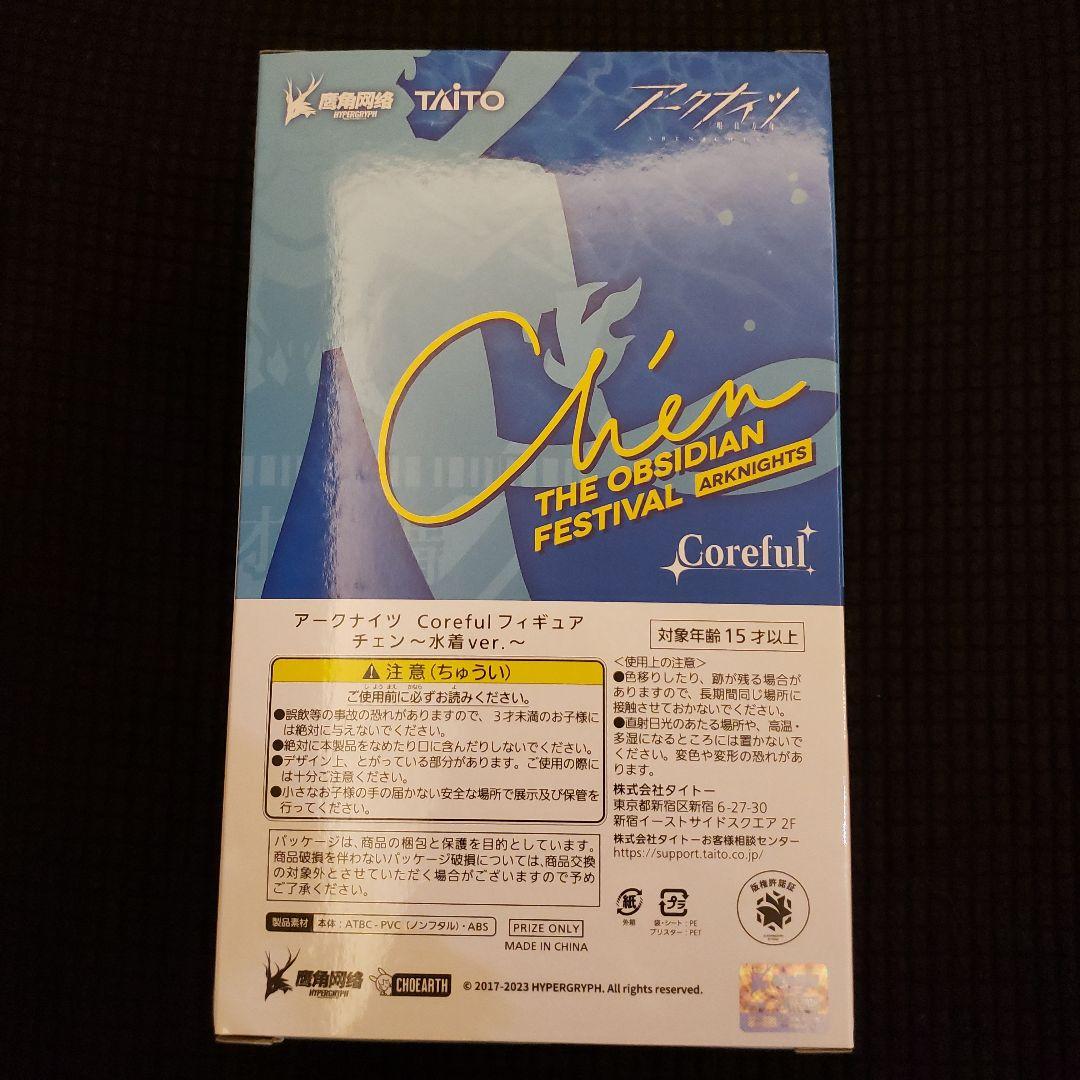 鹰角网络
HYPERGRYPH
TAITO
アークナイツ
明日方舟
ARKNIGHTS
Ch'en
THE OBSIDIAN
FESTIVAL
ARKNIGHTS
Coreful
アークナイツ Corefulフィギュア
チェン～水着ver.～
対象年齢15才以上
注意(ちゅうい)
しようまえ かなら よ
ご使用前に必ずお読みください。
●誤飲等の事故の恐れがありますので、3才未満のお子様に
は絶対に与えないでください。
●絶対に本製品をなめたり口に含んだりしないでください。
●デザイン上、とがっている部分があります。ご使用の際に
は十分ご注意ください。
●小さなお子様の手の届かない安全な場所で展示及び保管を
行ってください。
＜使用上の注意＞
●色移りしたり、跡が残る場合が
ありますので、長期間同じ場所に
接触させておかないでください。
●直射日光のあたる場所や、高温・
多湿になるところには置かないで
ください。変色や変形の恐れがあ
ります。
株式会社タイトー
東京都新宿区新宿6-27-30
新宿イーストサイドスクエア 2F
株式会社タイトーお客様相談センター
https://support.taito.co.jp/
パッケージは、商品の梱包と保護を目的としています。
商品破損を伴わないパッケージ破損については、商品交換
の対象外とさせていただく場合がございますので予め
ご了承ください。
製品素材 本体：ATBC-PVC（ノンフタル）・ABS
PRIZE ONLY
MADE IN CHINA
紙
外箱
プラ
袋・シート：PE
ブリスター：PET
版権許諾証
鹰角网络
HYPERGRYPH
CHOEARTH
© 2017-2023 HYPERGRYPH. All rights reserved.